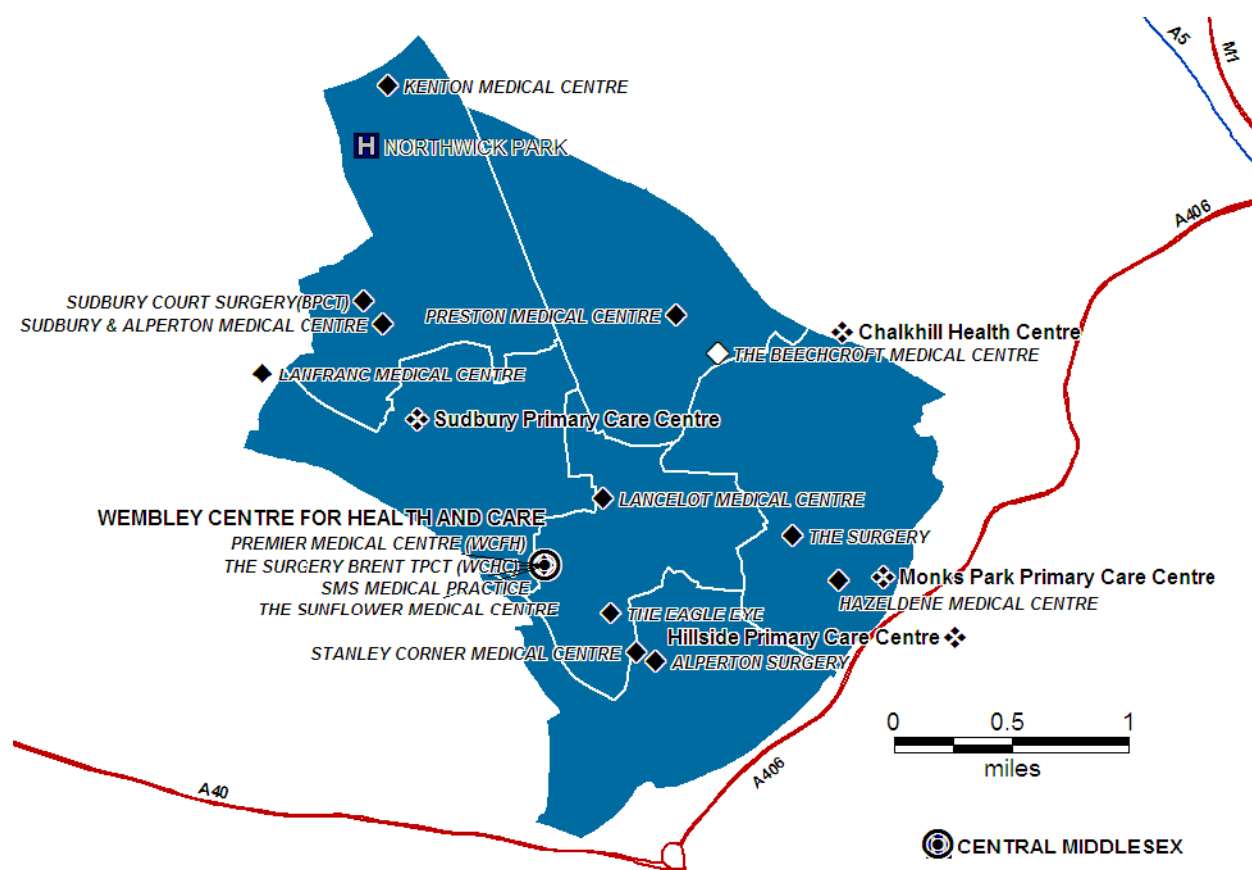 A5
M1
KENTON MEDICAL CENTRE
H NORTHWICK PARK
A406
SUDBURY COURT SURGERY(BPCT)
SUDBURY & ALPERTON MEDICAL CENTRE
PRESTON MEDICAL CENTRE
Chalkhill Health Centre
THE BEECHCROFT MEDICAL CENTRE
LANFRANC MEDICAL CENTRE
Sudbury Primary Care Centre
LANCELOT MEDICAL CENTRE
WEMBLEY CENTRE FOR HEALTH AND CARE
THE SURGERY
PREMIER MEDICAL CENTRE (WCFH)
THE SURGERY BRENT TPCT (WCHC)
SMS MEDICAL PRACTICE
THE SUNFLOWER MEDICAL CENTRE
Monks Park Primary Care Centre
HAZELDENE MEDICAL CENTRE
THE EAGLE EYE
Hillside Primary Care Centre
STANLEY CORNER MEDICAL CENTRE
ALPERTON SURGERY
0 0.5 1
miles
A406
A40
CENTRAL MIDDLESEX